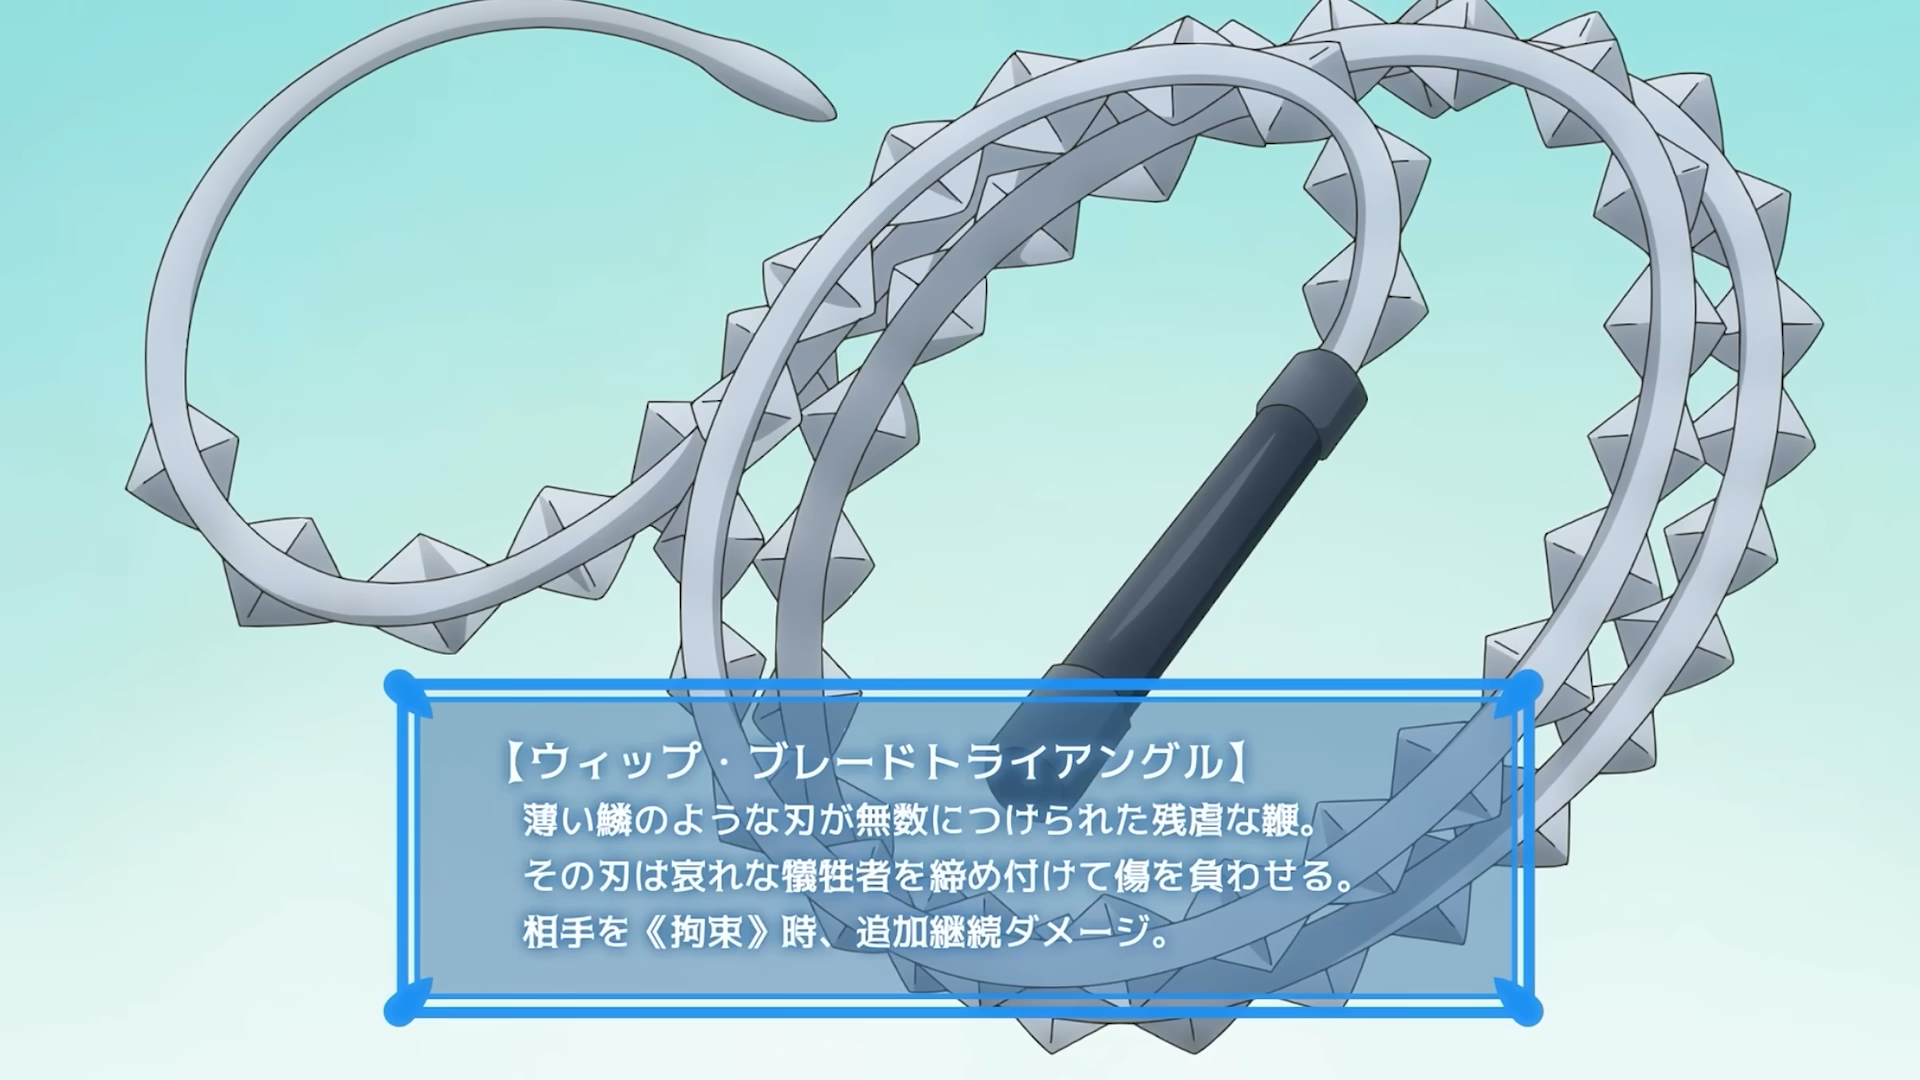 【ウィップ・ブレードトライアングル】
薄い鱗のような刃が無数につけられた残虐な鞭。
その刃は哀れな犠牲者を締め付けて傷を負わせる。
相手を《拘束》時、追加継続ダメージ。